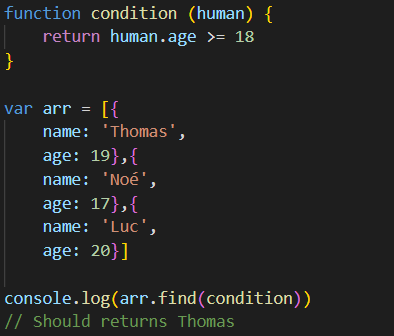 function condition (human) {
    return human.age >= 18
}

var arr = [{
    name: 'Thomas',
    age: 19},{
    name: 'Noé',
    age: 17},{
    name: 'Luc',
    age: 20}]

console.log(arr.find(condition))
// Should returns Thomas